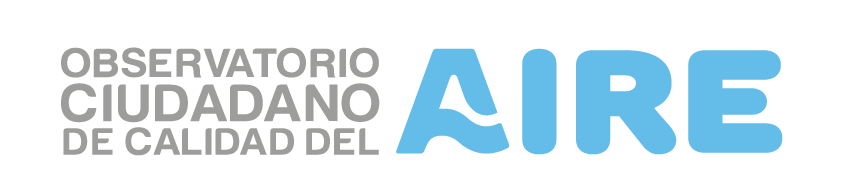 OBSERVATORIO
CIUDADANO
DE CALIDAD DEL
AIRE